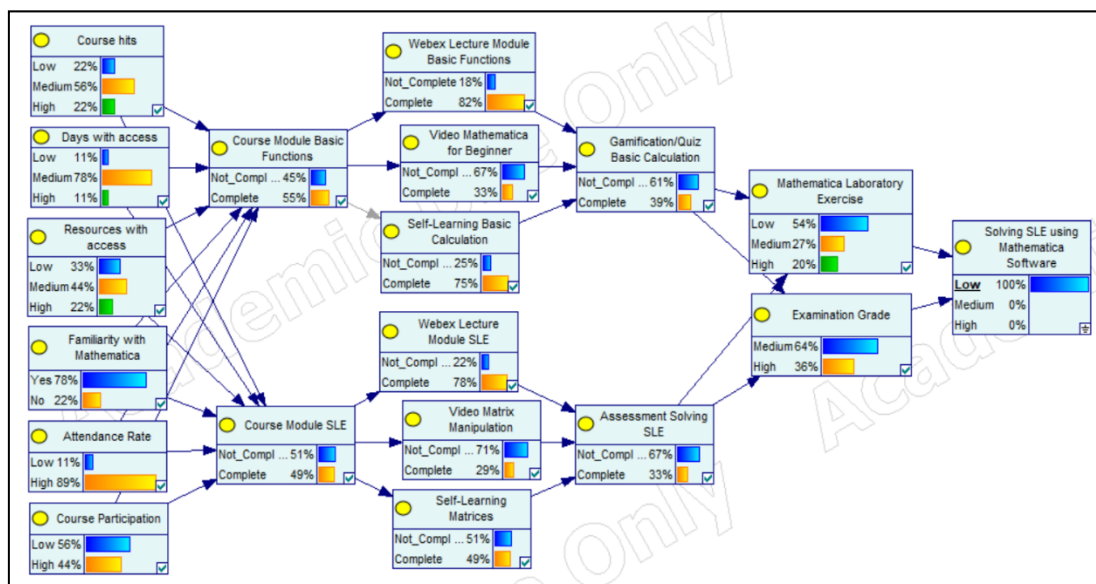 Course hits
Low 22%
Medium 56%
High 22%
Days with access
Low 11%
Medium 78%
High 11%
Resources with
access
Low 33%
Medium 44%
High 22%
Familiarity with
Mathematica
Yes 78%
No 22%
Attendance Rate
Low 11%
High 89%
Course Participation
Low 56%
High 44%
Course Module Basic
Functions
Not_Compl ... 45%
Complete 55%
Course Module SLE
Not_Compl ... 51%
Complete 49%
Webex Lecture Module
Basic Functions
Not_Complete 18%
Complete 82%
Video Mathematica
for Beginner
Not_Compl ... 67%
Complete 33%
Self-Learning Basic
Calculation
Not_Compl ... 25%
Complete 75%
Webex Lecture
Module SLE
Not_Compl ... 22%
Complete 78%
Video Matrix
Manipulation
Not_Compl ... 71%
Complete 29%
Self-Learning
Matrices
Not_Compl ... 51%
Complete 49%
Gamification/Quiz
Basic Calculation
Not_Compl ... 61%
Complete 39%
Assessment Solving
SLE
Not_Compl ... 67%
Complete 33%
Mathematica Laboratory
Exercise
Low 54%
Medium 27%
High 20%
Examination Grade
Medium 64%
High 36%
Solving SLE using
Mathematica
Software
Low 100%
Medium 0%
High 0%